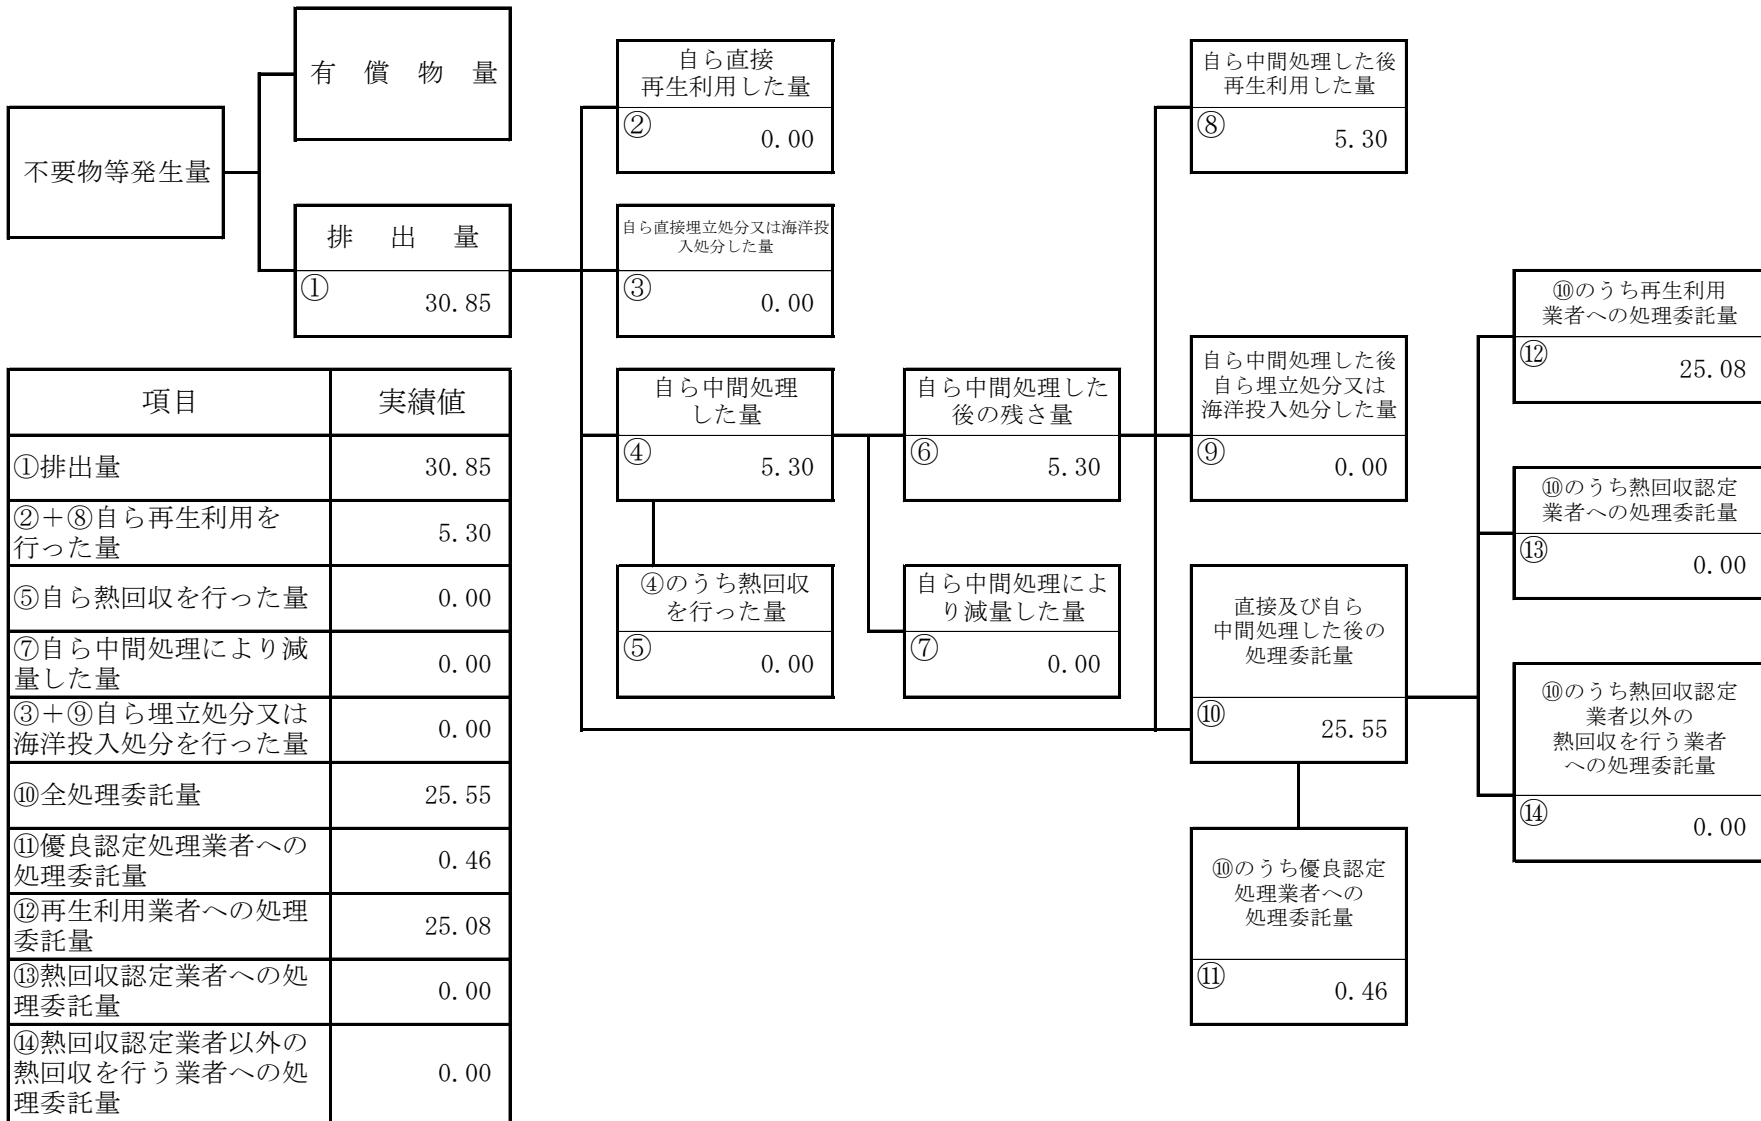 有　償　物　量
不要物等発生量
排　出　量
①
30.85
自ら直接
再生利用した量
②
0.00
自ら直接埋立処分又は海洋投
入処分した量
③
0.00
自ら中間処理
した量
④
5.30
④のうち熱回収
を行った量
⑤
0.00
自ら中間処理した
後の残さ量
⑥
5.30
自ら中間処理によ
り減量した量
⑦
0.00
自ら中間処理した後
再生利用した量
⑧
5.30
自ら中間処理した後
自ら埋立処分又は
海洋投入処分した量
⑨
0.00
直接及び自ら
中間処理した後の
処理委託量
⑩
25.55
⑩のうち優良認定
処理業者への
処理委託量
⑪
0.46
⑩のうち再生利用
業者への処理委託量
⑫
25.08
⑩のうち熱回収認定
業者への処理委託量
⑬
0.00
⑩のうち熱回収認定
業者以外の
熱回収を行う業者
への処理委託量
⑭
0.00
項目 実績値
①排出量 30.85
②＋⑧自ら再生利用を
行った量 5.30
⑤自ら熱回収を行った量 0.00
⑦自ら中間処理により減
量した量 0.00
③＋⑨自ら埋立処分又は
海洋投入処分を行った量 0.00
⑩全処理委託量 25.55
⑪優良認定処理業者への
処理委託量 0.46
⑫再生利用業者への処理
委託量 25.08
⑬熱回収認定業者への処
理委託量 0.00
⑭熱回収認定業者以外の
熱回収を行う業者への処 0.00
理委託量